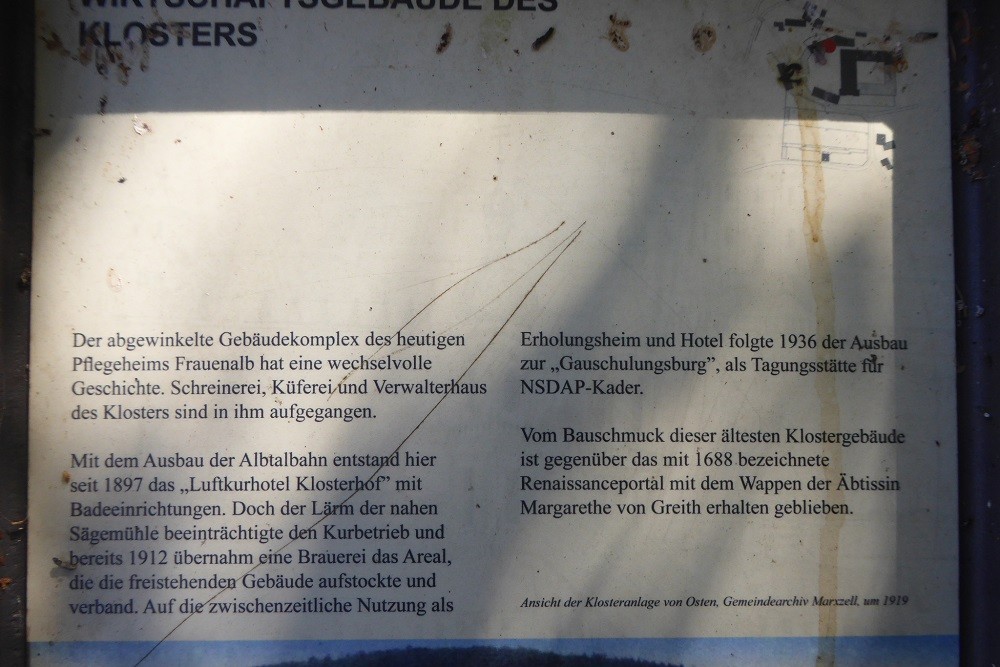 WIRTSCHAFTSGEBÄUDE DES
KLOSTERS
Der abgewinkelte Gebäudekomplex des heutigen
Pflegeheims Frauenalb hat eine wechselvolle
Geschichte. Schreinerei, Küferei und Verwalterhaus
des Klosters sind in ihm aufgegangen.
Mit dem Ausbau der Albtalbahn entstand hier
seit 1897 das „Luftkurhotel Klosterhof” mit
Badeeinrichtungen. Doch der Lärm der nahen
Sägemühle beeinträchtigte den Kurbetrieb und
bereits 1912 übernahm eine Brauerei das Areal,
die die freistehenden Gebäude aufstockte und
verband. Auf die zwischenzeitliche Nutzung als
Erholungsheim und Hotel folgte 1936 der Ausbau
zur „Gauschulungsburg”, als Tagungsstätte für
NSDAP-Kader.
Vom Bauschmuck dieser ältesten Klostergebäude
ist gegenüber das mit 1688 bezeichnete
Renaissanceportal mit dem Wappen der Äbtissin
Margarethe von Greith erhalten geblieben.
Ansicht der Klosteranlage von Osten, Gemeindearchiv Marxzell, um 1919